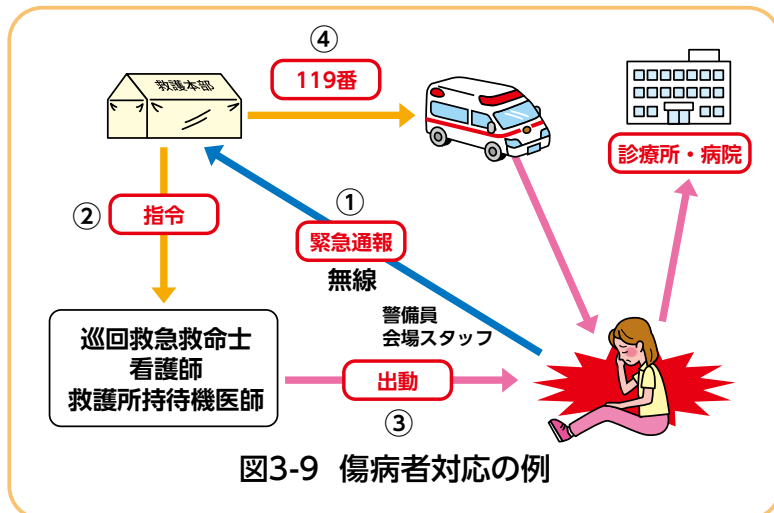 ④
救護本部
119番
診療所・病院
①
②
指令
緊急通報
無線
警備員
会場スタッフ
巡回救急救命士
看護師
救護所持待機医師
出動
③
図3-9 傷病者対応の例